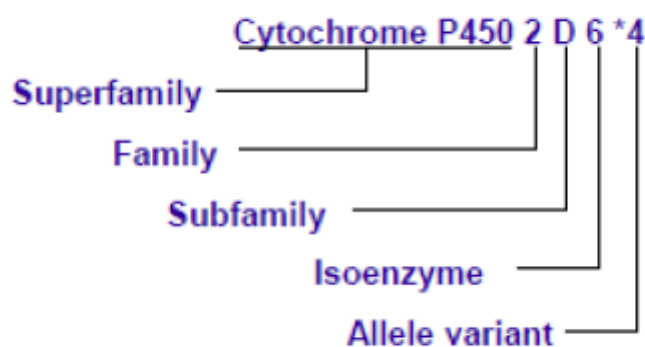 Cytochrome P450 2 D 6 *4
Superfamily
Family
Subfamily
Isoenzyme
Allele variant